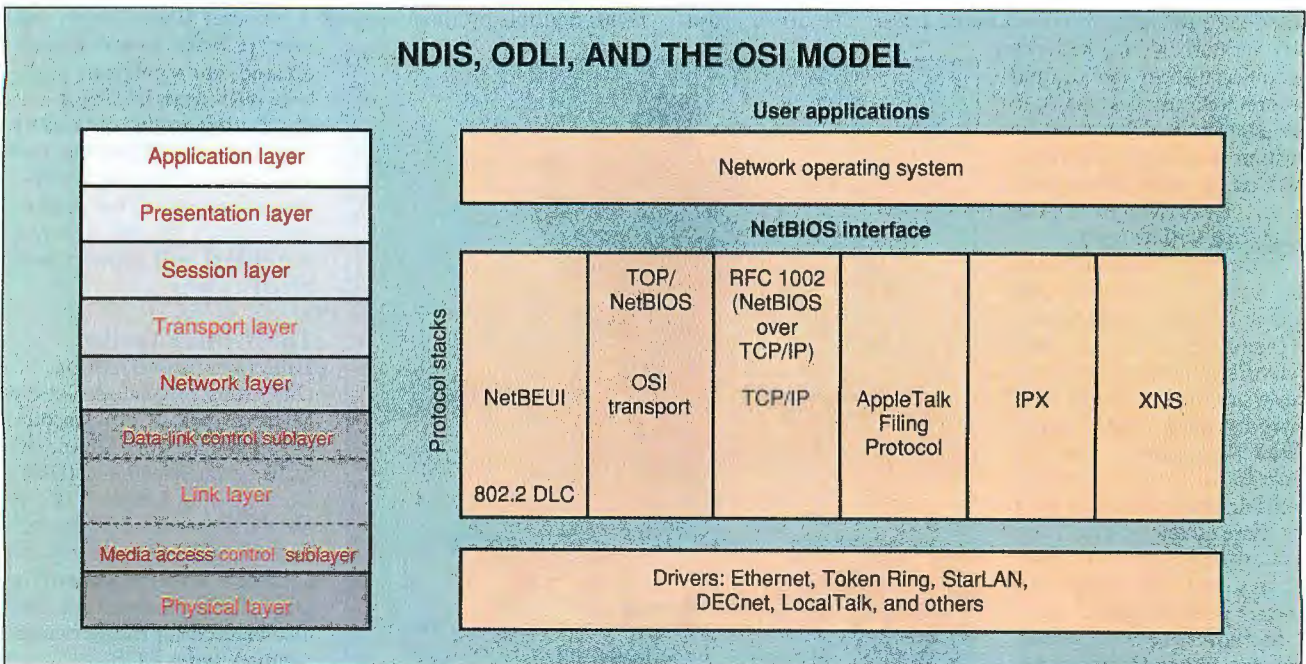 NDIS, ODLI, AND THE OSI MODEL
Application layer
Presentation layer
Session layer
Transport layer
Network layer
Data-link control sublayer
Link layer
Media access control sublayer
Physical layer
User applications
Network operating system
NetBIOS interface
Protocol stacks
NetBEUI
802.2 DLC
TOP/
NetBIOS
OSI
transport
RFC 1002
(NetBIOS
over
TCP/IP)
TCP/IP
AppleTalk
Filing
Protocol
IPX
XNS
Drivers: Ethernet, Token Ring, StarLAN,
DECnet, LocalTalk, and others